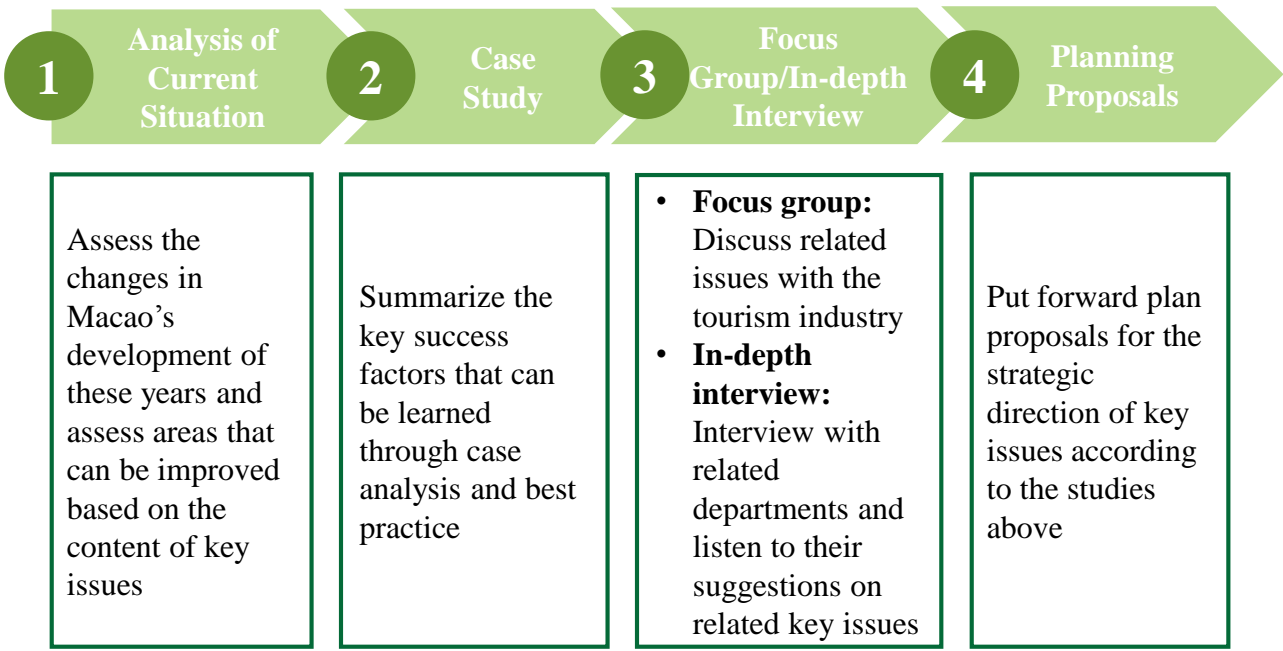 1
Analysis of
Current
Situation
2
Case
Study
3
Focus
Group/In-depth
Interview
4
Planning
Proposals
Assess the
changes in
Macao’s
development of
these years and
assess areas that
can be improved
based on the
content of key
issues
Summarize the
key success
factors that can
be learned
through case
analysis and best
practice
• Focus group:
Discuss related
issues with the
tourism industry
• In-depth
interview:
Interview with
related
departments and
listen to their
suggestions on
related key issues
Put forward plan
proposals for the
strategic
direction of key
issues according
to the studies
above